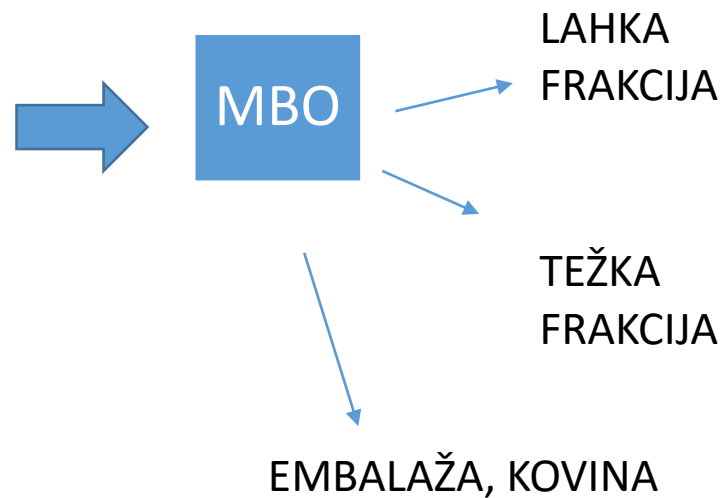 MBO
LAHKA
FRAKCIJA
TEŽKA
FRAKCIJA
EMBALAŽA, KOVINA